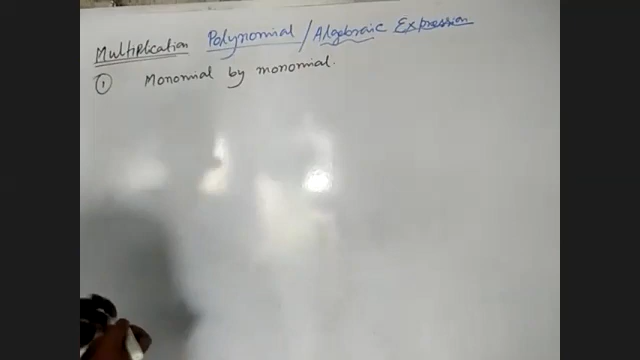 Multiplication Polynomial / Algebraic Expression
① Monomial by monomial.